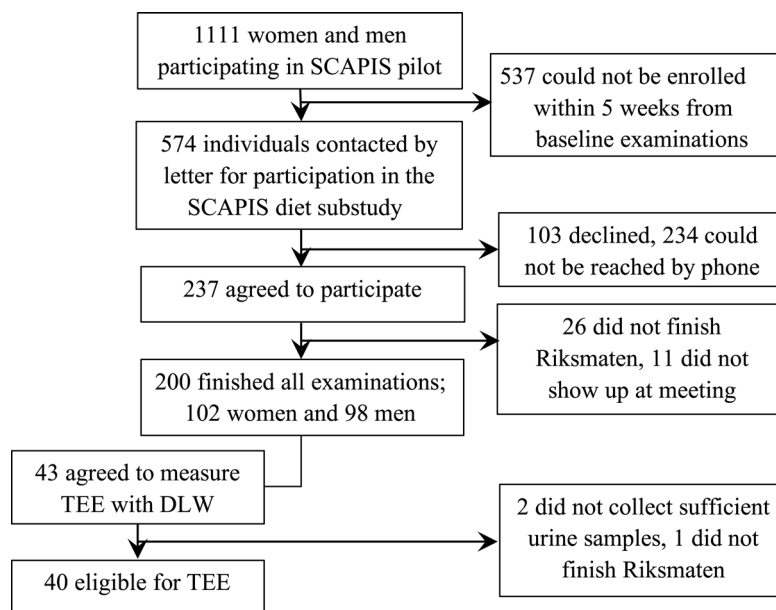 1111 women and men
participating in SCAPIS pilot
537 could not be enrolled
within 5 weeks from
baseline examinations
574 individuals contacted by
letter for participation in the
SCAPIS diet substudy
103 declined, 234 could
not be reached by phone
237 agreed to participate
26 did not finish
Riksmaten, 11 did not
show up at meeting
200 finished all examinations;
102 women and 98 men
43 agreed to measure
TEE with DLW
2 did not collect sufficient
urine samples, 1 did not
finish Riksmaten
40 eligible for TEE